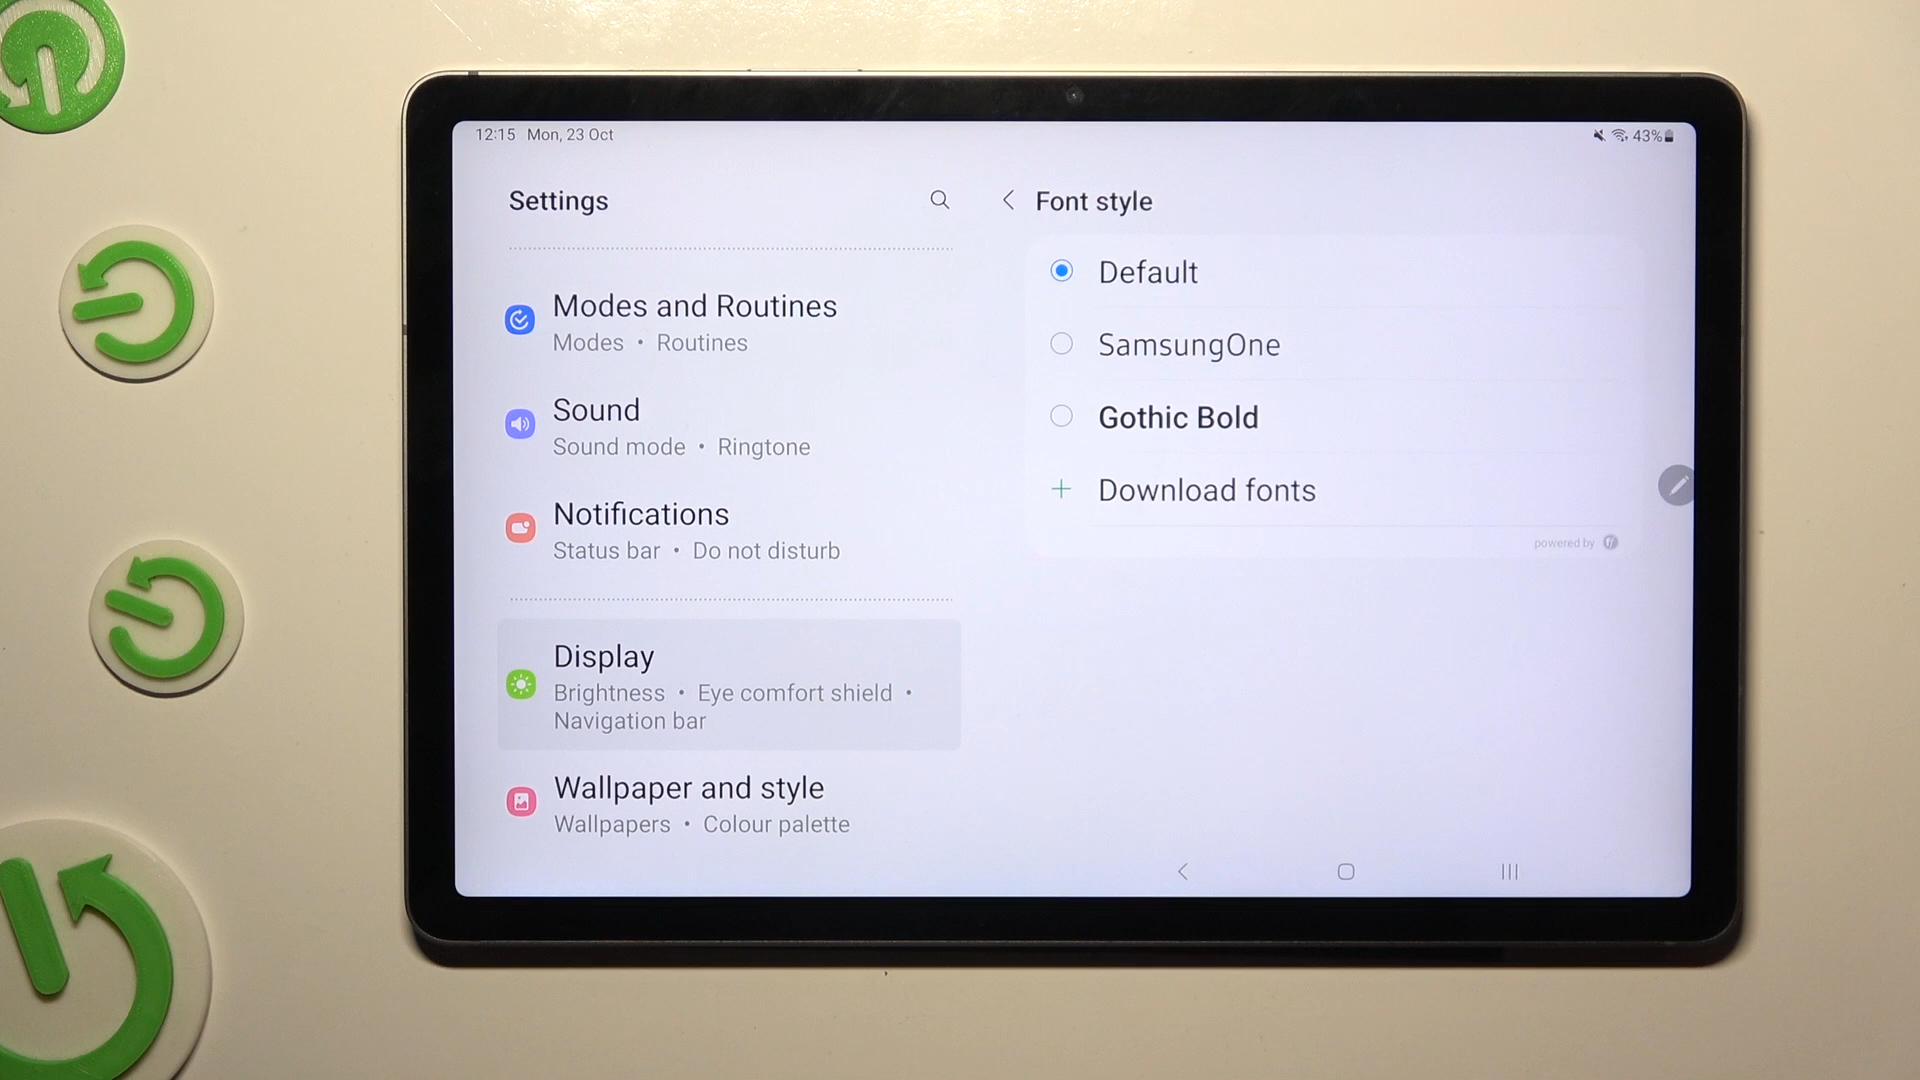 12:15 Mon, 23 Oct
43%
Settings
Modes and Routines
Modes • Routines
Sound
Sound mode • Ringtone
Notifications
Status bar • Do not disturb
Display
Brightness • Eye comfort shield •
Navigation bar
Wallpaper and style
Wallpapers • Colour palette
Font style
Default
SamsungOne
Gothic Bold
Download fonts
powered by